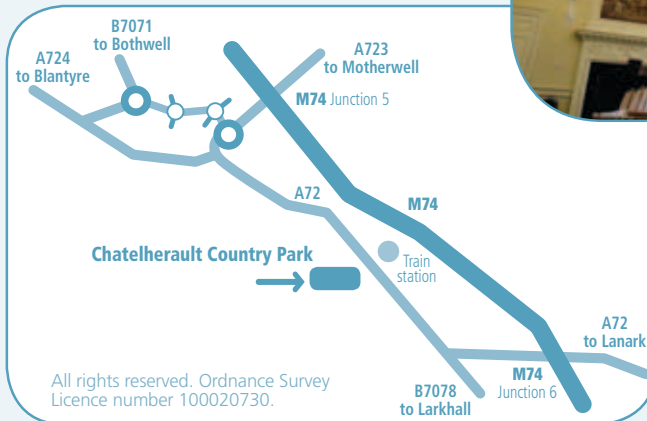 B7071
to Bothwell
A724
to Blantyre
A723
to Motherwell
M74 Junction 5
A72
M74
Chatelherault Country Park
Train
station
A72
to Lanark
M74
Junction 6
B7078
to Larkhall
All rights reserved. Ordnance Survey
Licence number 100020730.